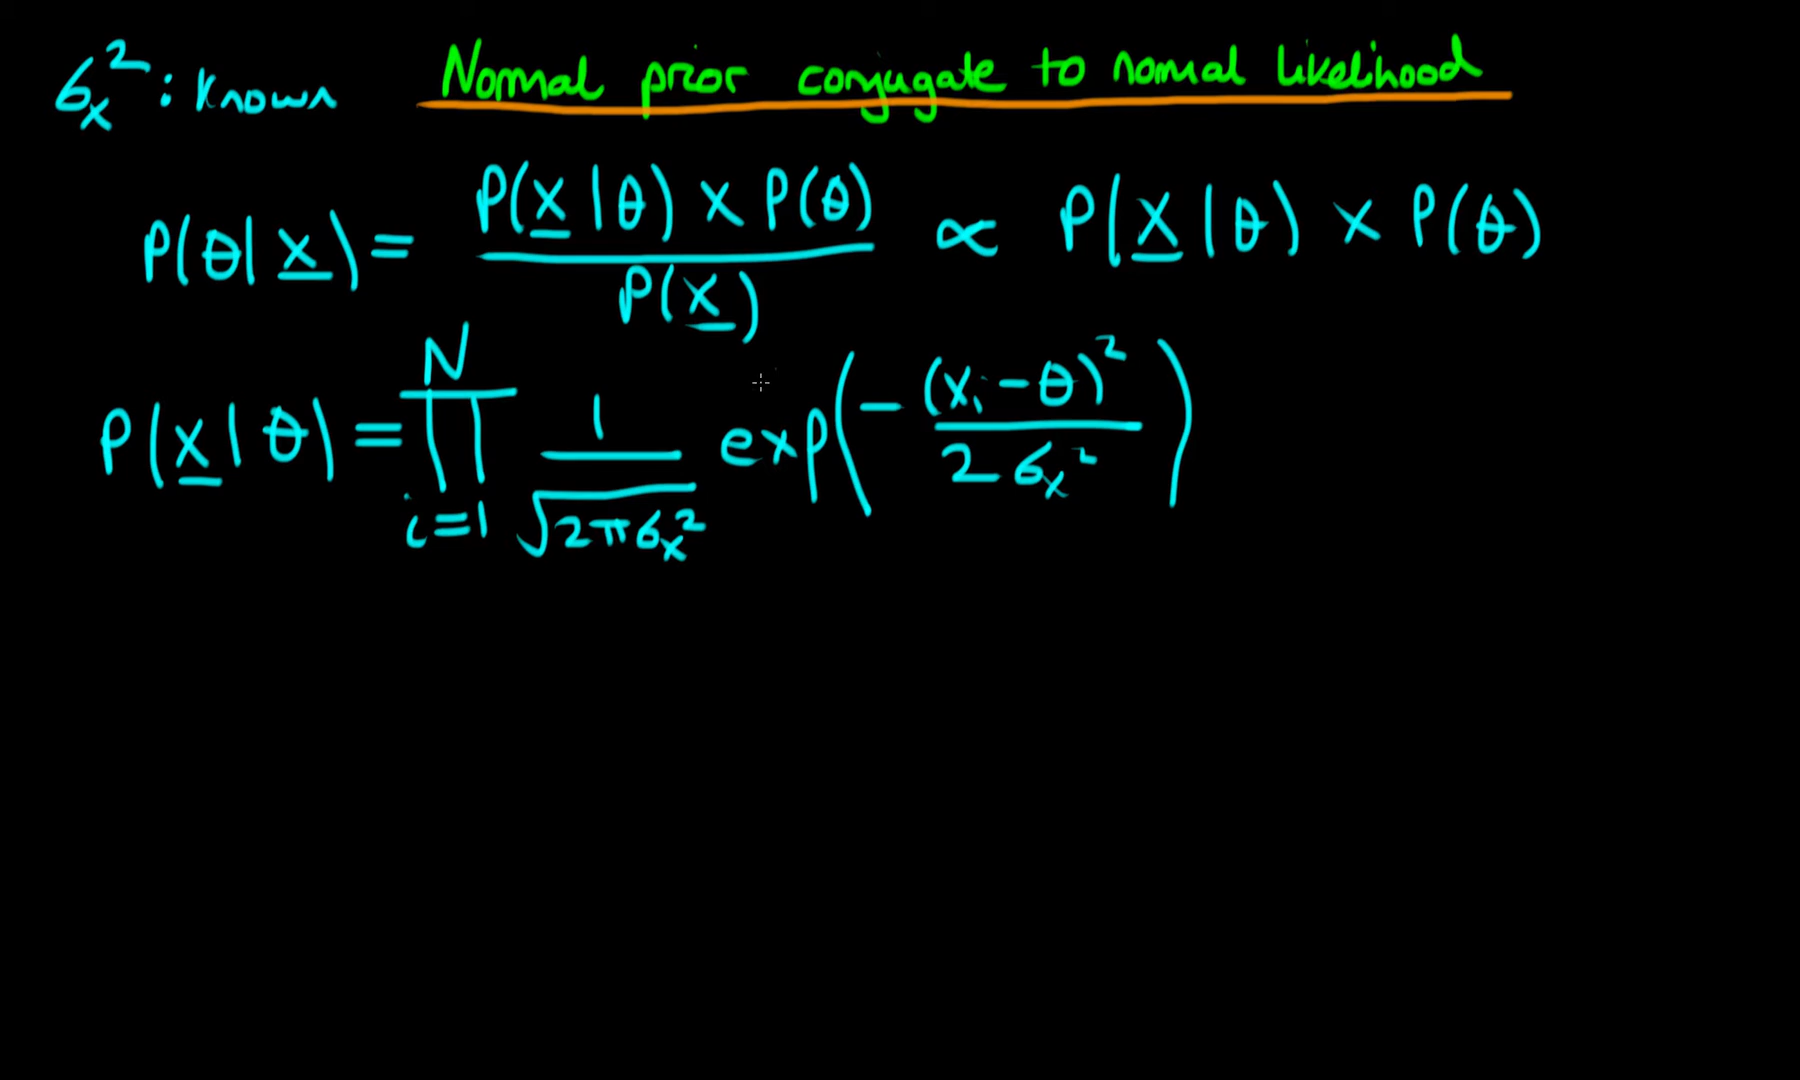 σₓ² : Known
Normal prior conjugate to normal likelihood
P(θ|x̲) = P(x̲|θ) × P(θ) / P(x̲) ∝ P(x̲|θ) × P(θ)
P(x̲|θ) = ∏_{i=1}^{N} 1/√(2πσₓ²) exp(-(xᵢ-θ)²/2σₓ²)